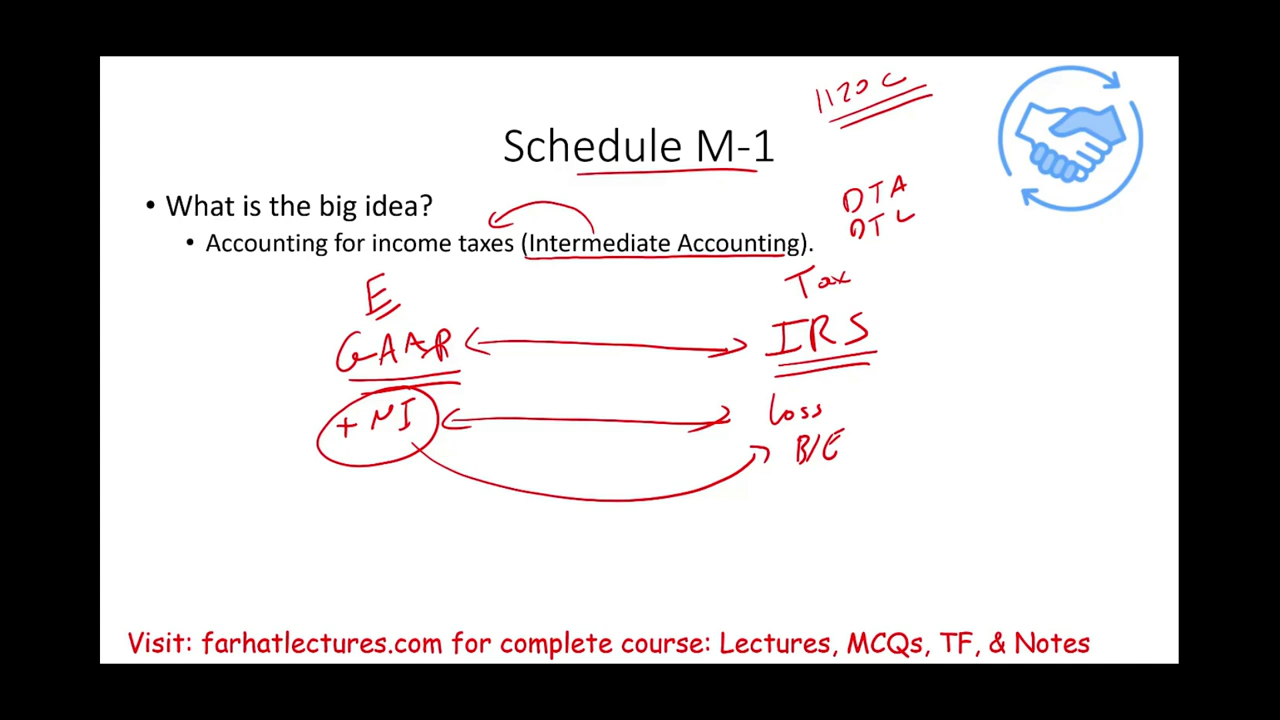 1120 C
Schedule M-1
DTA
DTL
• What is the big idea?
• Accounting for income taxes (Intermediate Accounting).
E
Tax
GAAP
IRS
+ NI
loss
B/E
Visit: farhatlectures.com for complete course: Lectures, MCQs, TF, & Notes